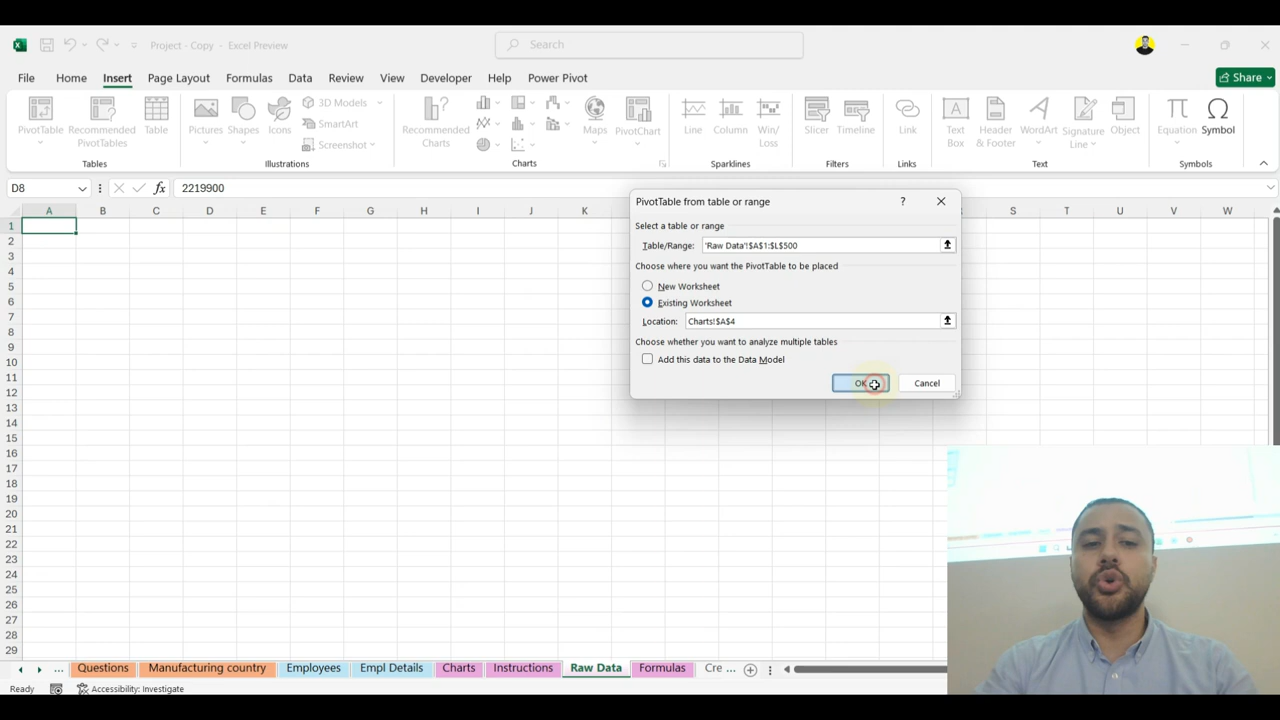 Project - Copy - Excel Preview
Search
File Home Insert Page Layout Formulas Data Review View Developer Help Power Pivot
Share
PivotTable Recommended PivotTables Table
Pictures Shapes Icons
3D Models
SmartArt
Screenshot
Recommended Charts
Maps PivotChart
Line Column Win/Loss
Slicer Timeline
Link
Text Box Header & Footer WordArt Signature Line Object
Equation Symbol
Tables Illustrations Charts Sparklines Filters Links Text Symbols
D8 fx 2219900
A B C D E F G H I J K S T U V W
1
2
3
4
5
6
7
8
9
10
11
12
13
14
15
16
17
18
19
20
21
22
23
24
25
26
27
28
29
PivotTable from table or range ?
Select a table or range
Table/Range: 'Raw Data'!$A$1:$L$500
Choose where you want the PivotTable to be placed
New Worksheet
Existing Worksheet
Location: Charts!$A$4
Choose whether you want to analyze multiple tables
Add this data to the Data Model
OK Cancel
... Questions Manufacturing country Employees Empl Details Charts Instructions Raw Data Formulas Cre ...
Ready Accessibility: Investigate